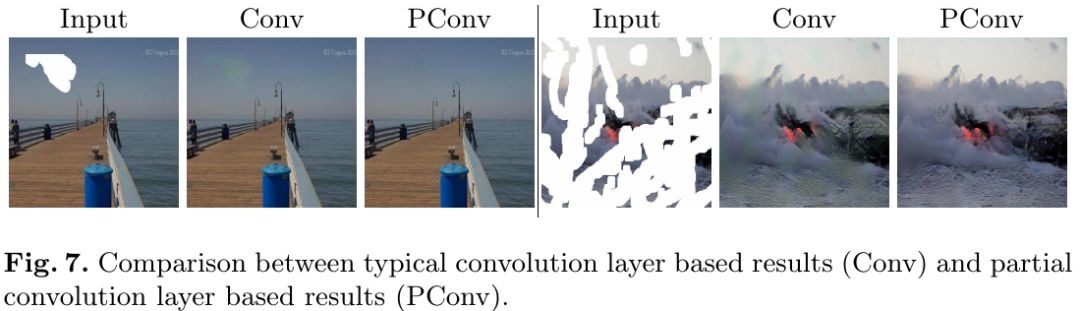 Input Conv PConv Input Conv PConv
Fig. 7. Comparison between typical convolution layer based results (Conv) and partial
convolution layer based results (PConv).